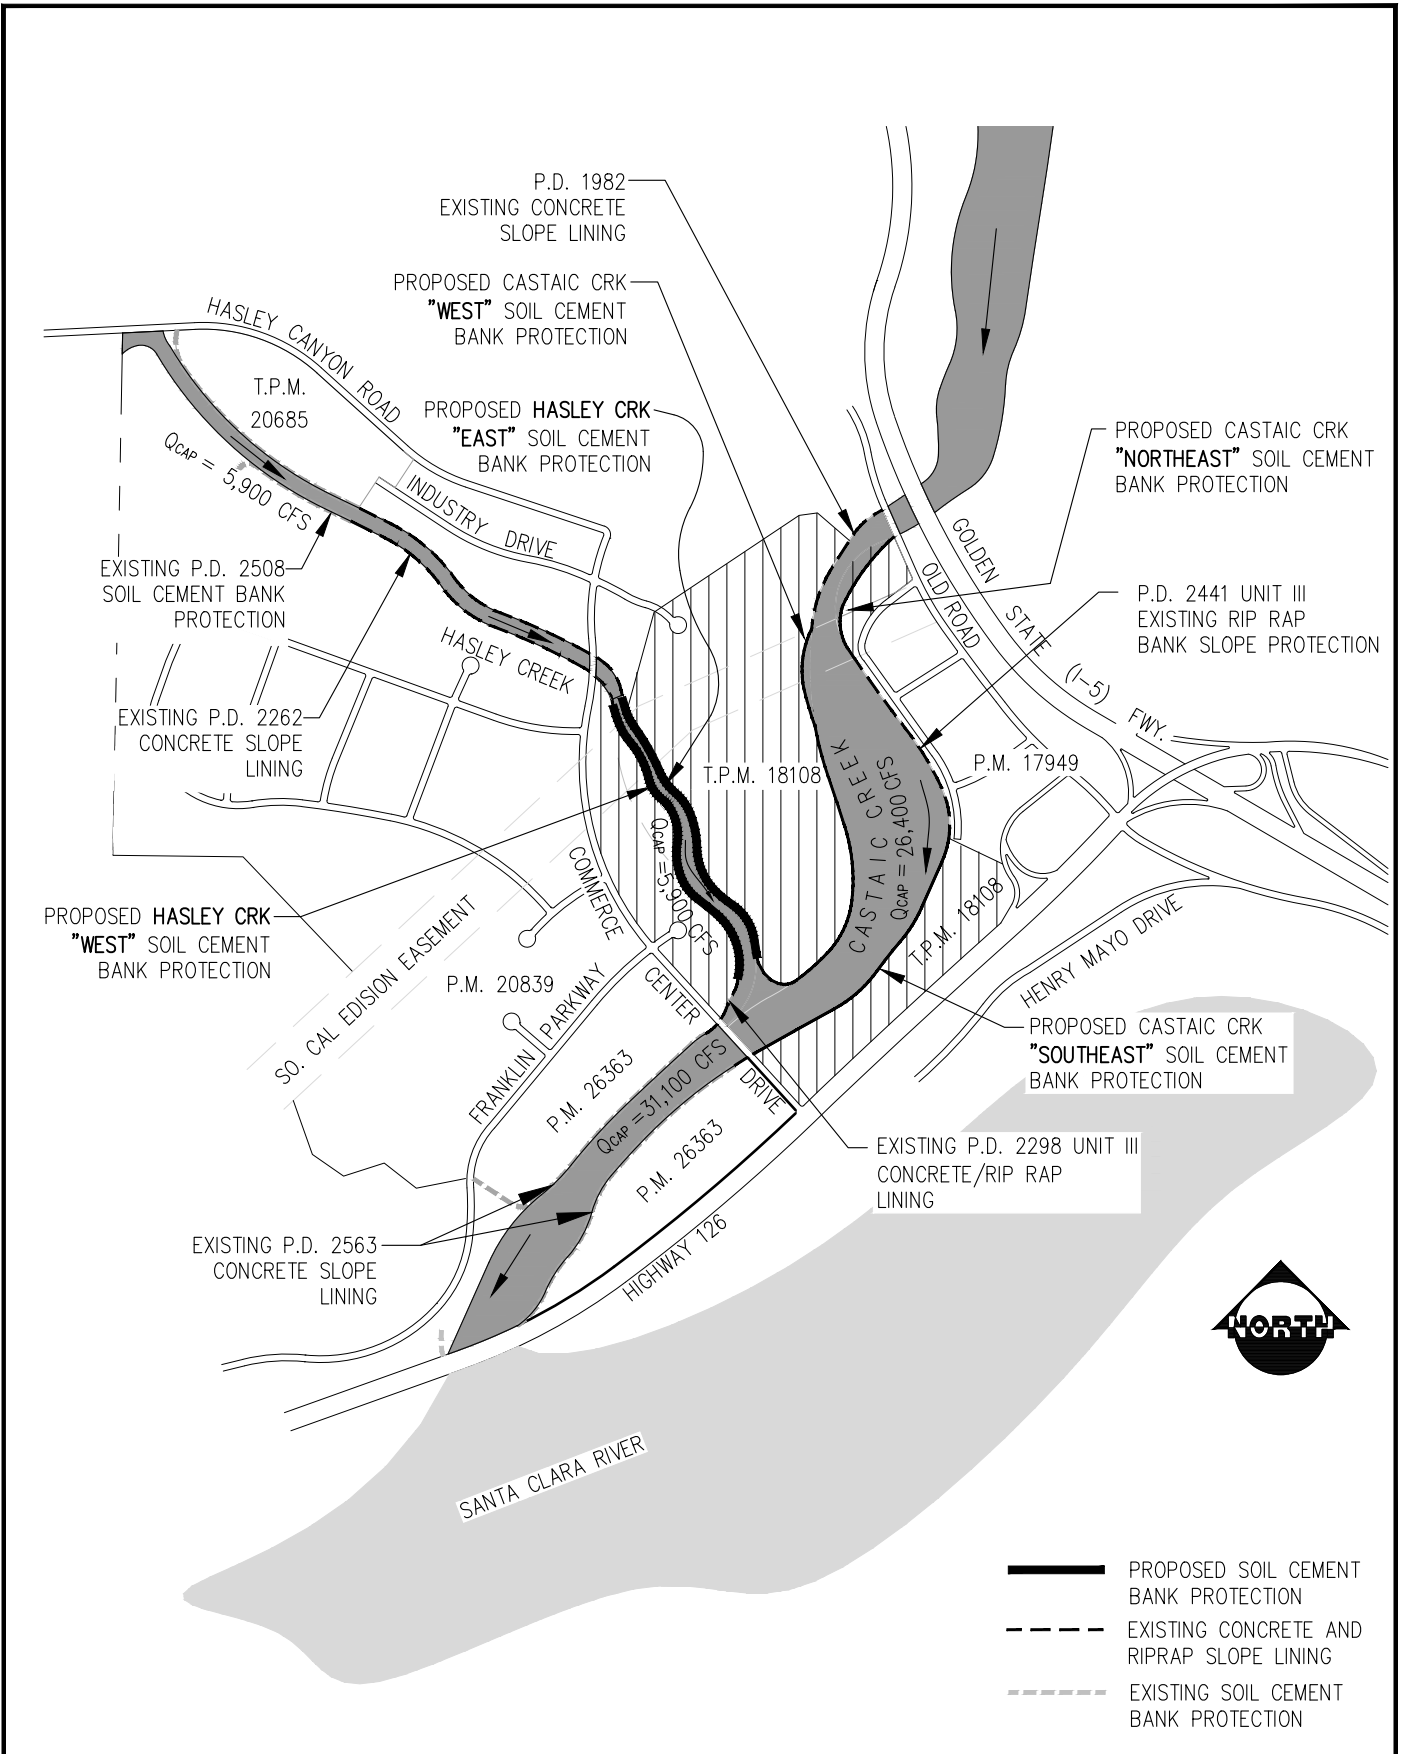 P.D. 1982
EXISTING CONCRETE
SLOPE LINING
PROPOSED CASTAIC CRK
"WEST" SOIL CEMENT
BANK PROTECTION
HASLEY CANYON ROAD
T.P.M.
20685
PROPOSED HASLEY CRK
"EAST" SOIL CEMENT
BANK PROTECTION
PROPOSED CASTAIC CRK
"NORTHEAST" SOIL CEMENT
BANK PROTECTION
QCAP = 5,900 CFS
INDUSTRY DRIVE
GOLDEN STATE (I-5) FWY.
OLD ROAD
EXISTING P.D. 2508
SOIL CEMENT BANK
PROTECTION
P.D. 2441 UNIT III
EXISTING RIP RAP
BANK SLOPE PROTECTION
HASLEY CREEK
EXISTING P.D. 2262
CONCRETE SLOPE
LINING
T.P.M. 18108
P.M. 17949
CASTAIC CREEK
QCAP = 26,400 CFS
QCAP = 5,900 CFS
COMMERCE
CENTER
DRIVE
T.P.M. 18108
PROPOSED HASLEY CRK
"WEST" SOIL CEMENT
BANK PROTECTION
SO. CAL EDISION EASEMENT
P.M. 20839
HENRY MAYO DRIVE
FRANKLIN PARKWAY
PROPOSED CASTAIC CRK
"SOUTHEAST" SOIL CEMENT
BANK PROTECTION
P.M. 26363
QCAP = 31,100 CFS
P.M. 26363
EXISTING P.D. 2298 UNIT III
CONCRETE/RIP RAP
LINING
EXISTING P.D. 2563
CONCRETE SLOPE
LINING
HIGHWAY 126
NORTH
SANTA CLARA RIVER
PROPOSED SOIL CEMENT
BANK PROTECTION
EXISTING CONCRETE AND
RIPRAP SLOPE LINING
EXISTING SOIL CEMENT
BANK PROTECTION